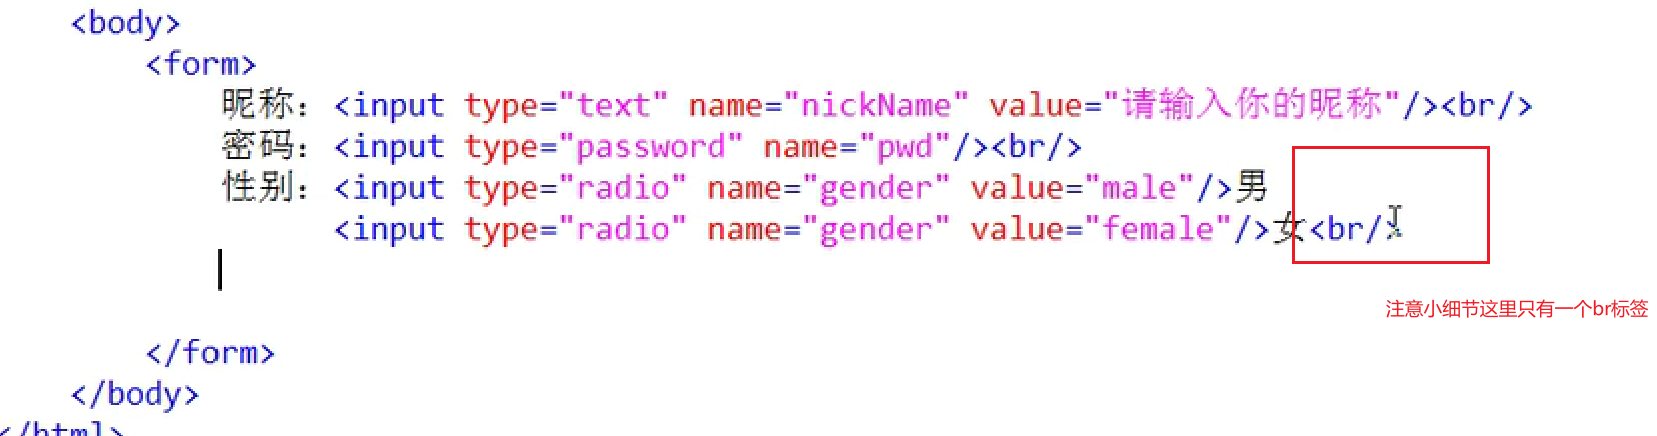 <body>
<form>
昵称：<input type="text" name="nickName" value="请输入你的昵称"/><br/>
密码：<input type="password" name="pwd"/><br/>
性别：<input type="radio" name="gender" value="male"/>男
<input type="radio" name="gender" value="female"/>女<br/>
注意小细节这里只有一个br标签
</form>
</body>
</html>